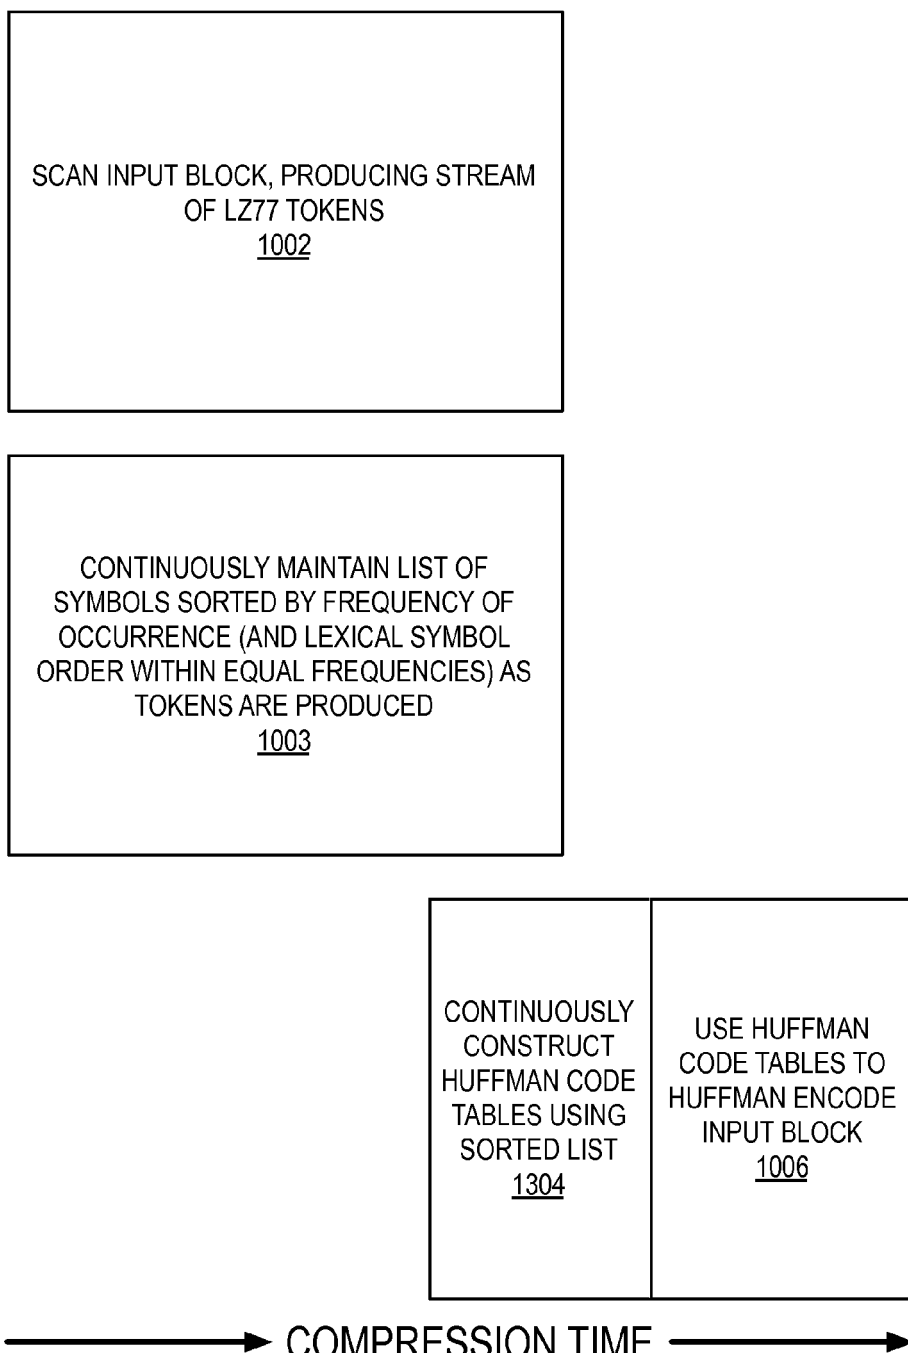 SCAN INPUT BLOCK, PRODUCING STREAM
OF LZ77 TOKENS
1002
CONTINUOUSLY MAINTAIN LIST OF
SYMBOLS SORTED BY FREQUENCY OF
OCCURRENCE (AND LEXICAL SYMBOL
ORDER WITHIN EQUAL FREQUENCIES) AS
TOKENS ARE PRODUCED
1003
CONTINUOUSLY
CONSTRUCT
HUFFMAN CODE
TABLES USING
SORTED LIST
1304
USE HUFFMAN
CODE TABLES TO
HUFFMAN ENCODE
INPUT BLOCK
1006
COMPRESSION TIME